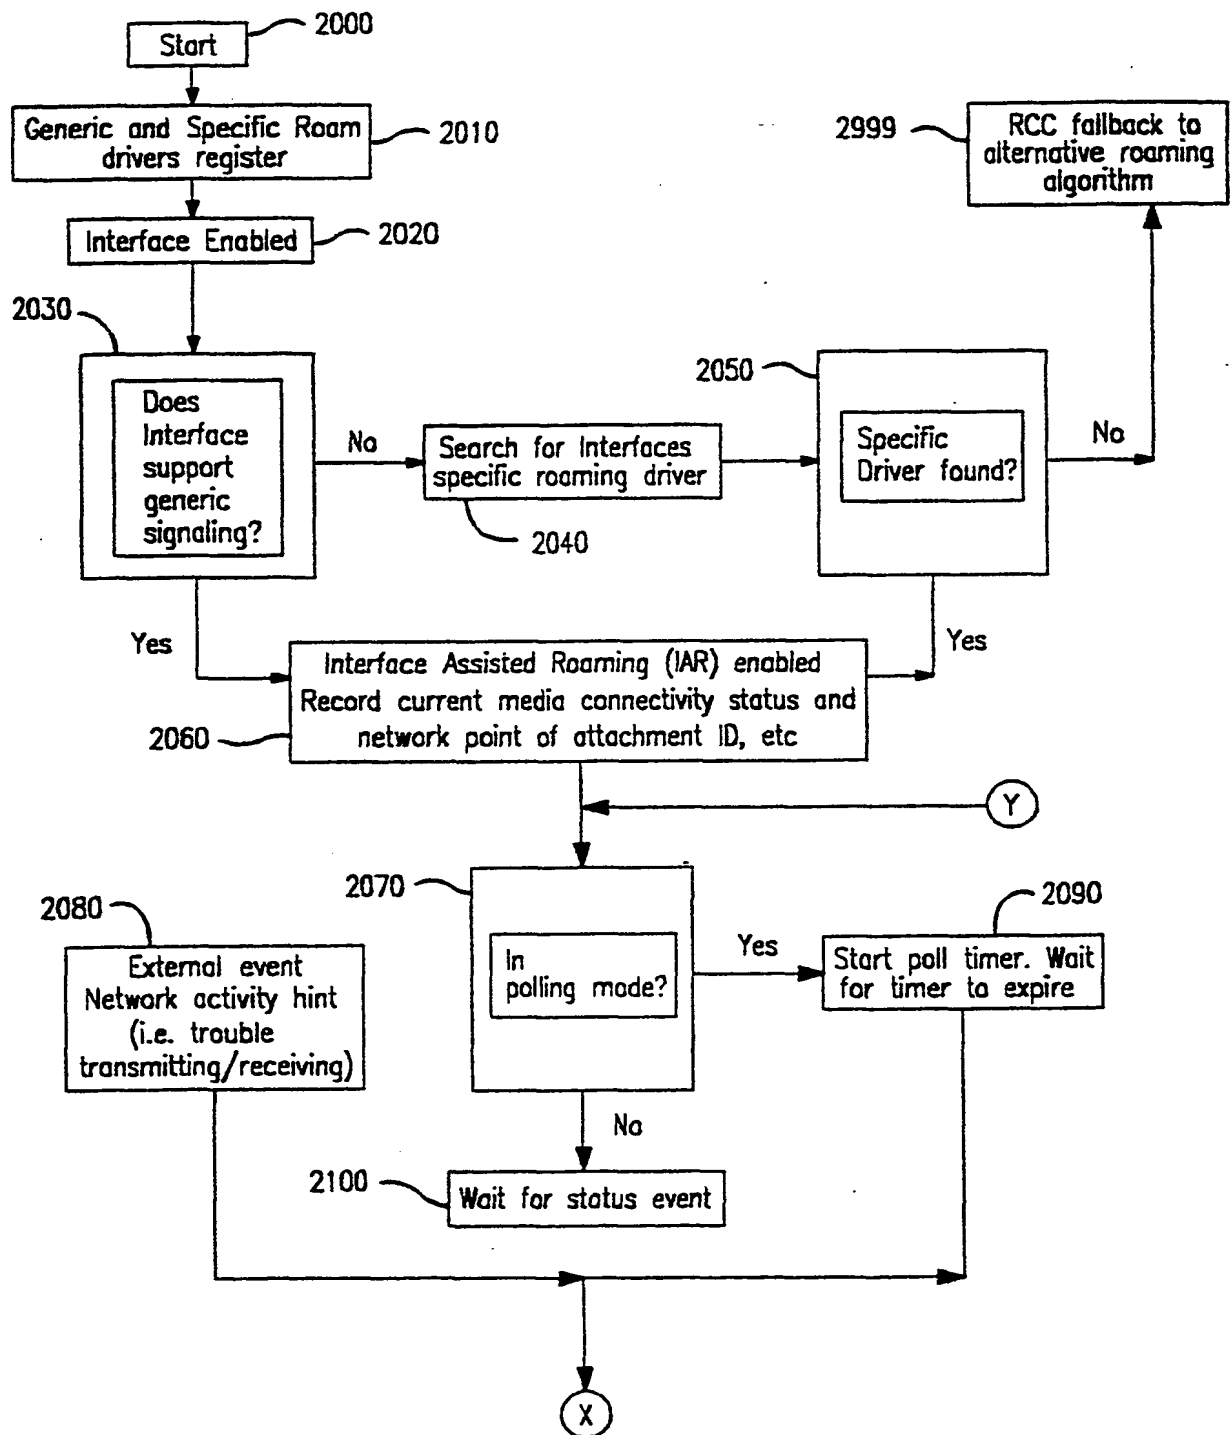 2000
Start
Generic and Specific Roam
drivers register
2010
2999
RCC fallback to
alternative roaming
algorithm
Interface Enabled
2020
2030
Does
Interface
support
generic
signaling?
No
Search for Interfaces
specific roaming driver
2040
2050
Specific
Driver found?
No
Yes
Yes
Interface Assisted Roaming (IAR) enabled
Record current media connectivity status and
network point of attachment ID, etc
2060
Y
2070
In
polling mode?
Yes
2080
External event
Network activity hint
(i.e. trouble
transmitting/receiving)
2090
Start poll timer. Wait
for timer to expire
No
2100
Wait for status event
X